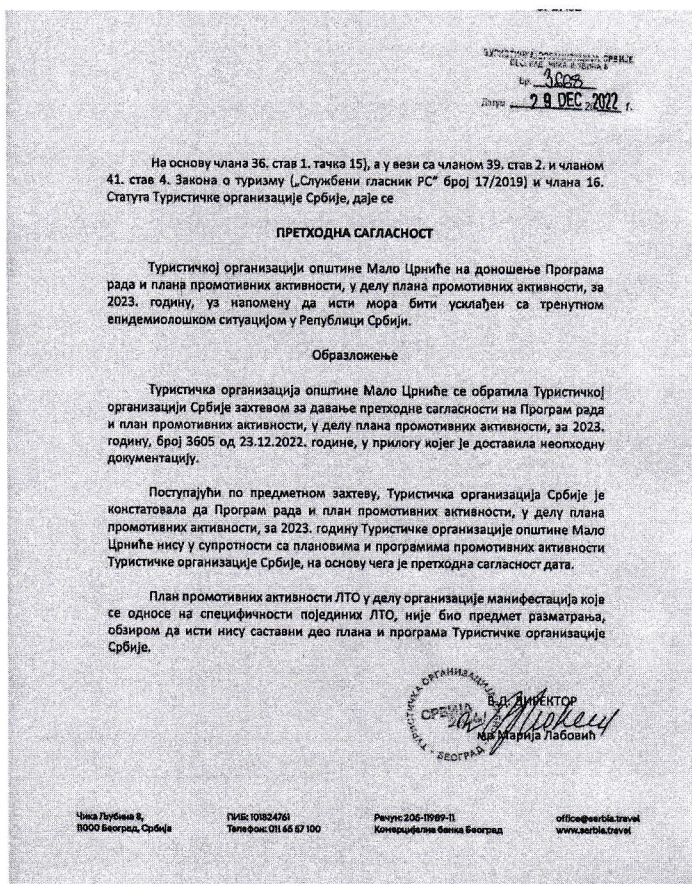 ТУРИСТИЧКА ОРГАНИЗАЦИЈА СРБИЈЕ
БЕОГРАД, ЧИКА ЉУБИНА 8
Бр.
Датум 29 DEC 2022 г.
На основу члана 36. став 1. тачка 15), а у вези са чланом 39. став 2. и чланом
41. став 4. Закона о туризму („Службени гласник РС“ број 17/2019) и члана 16.
Статута Туристичке организације Србије, даје се
ПРЕТХОДНА САГЛАСНОСТ
Туристичкој организацији општине Мало Црниће на доношење Програма
рада и плана промотивних активности, у делу плана промотивних активности, за
2023. годину, уз напомену да исти мора бити усклађен са тренутном
епидемиолошком ситуацијом у Републици Србији.
Образложење
Туристичка организација општине Мало Црниће се обратила Туристичкој
организацији Србије захтевом за давање претходне сагласности на Програм рада
и план промотивних активности, у делу плана промотивних активности, за 2023.
годину, број 3605 од 23.12.2022. године, у прилогу којег је доставила неопходну
документацију.
Поступајући по предметном захтеву, Туристичка организација Србије је
констатовала да Програм рада и план промотивних активности, у делу плана
промотивних активности, за 2023. годину Туристичке организације општине Мало
Црниће нису у супротности са плановима и програмима промотивних активности
Туристичке организације Србије, на основу чега је претходна сагласност дата.
План промотивних активности ЛТО у делу организације манифестација које
се односе на специфичности појединих ЛТО, није био предмет разматрања,
обзиром да исти нису саставни део плана и програма Туристичке организације
Србије.
ТУРИСТИЧКА ОРГАНИЗАЦИЈА
СРБИЈА
БЕОГРАД
В.Д. ДИРЕКТОР
мр Марија Лабовић
Чика Љубина 8,
11000 Београд, Србија
ПИБ: 101824761
Телефон: 011 66 57 100
Рачун: 205-11989-11
Комерцијална банка Београд
office@serbia.travel
www.serbia.travel